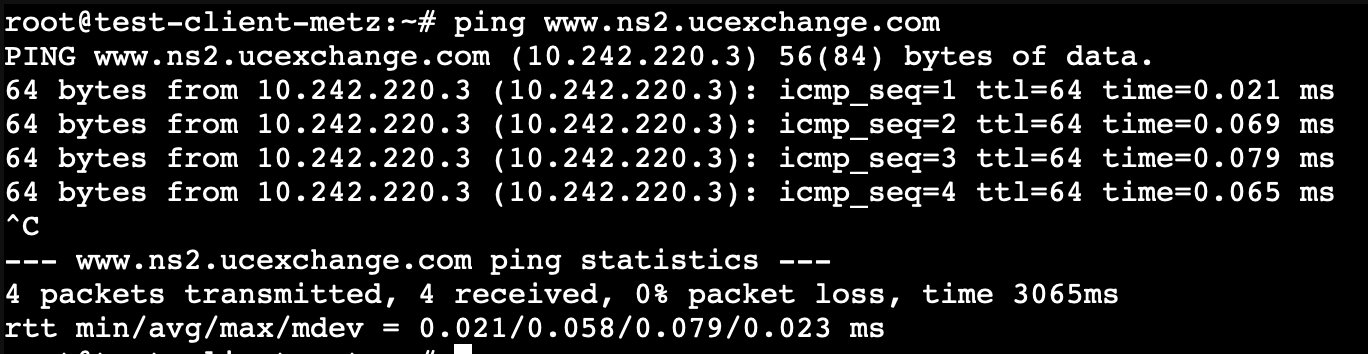 root@test-client-metz:~# ping www.ns2.ucexchange.com
PING www.ns2.ucexchange.com (10.242.220.3) 56(84) bytes of data.
64 bytes from 10.242.220.3 (10.242.220.3): icmp_seq=1 ttl=64 time=0.021 ms
64 bytes from 10.242.220.3 (10.242.220.3): icmp_seq=2 ttl=64 time=0.069 ms
64 bytes from 10.242.220.3 (10.242.220.3): icmp_seq=3 ttl=64 time=0.079 ms
64 bytes from 10.242.220.3 (10.242.220.3): icmp_seq=4 ttl=64 time=0.065 ms
^C
--- www.ns2.ucexchange.com ping statistics ---
4 packets transmitted, 4 received, 0% packet loss, time 3065ms
rtt min/avg/max/mdev = 0.021/0.058/0.079/0.023 ms